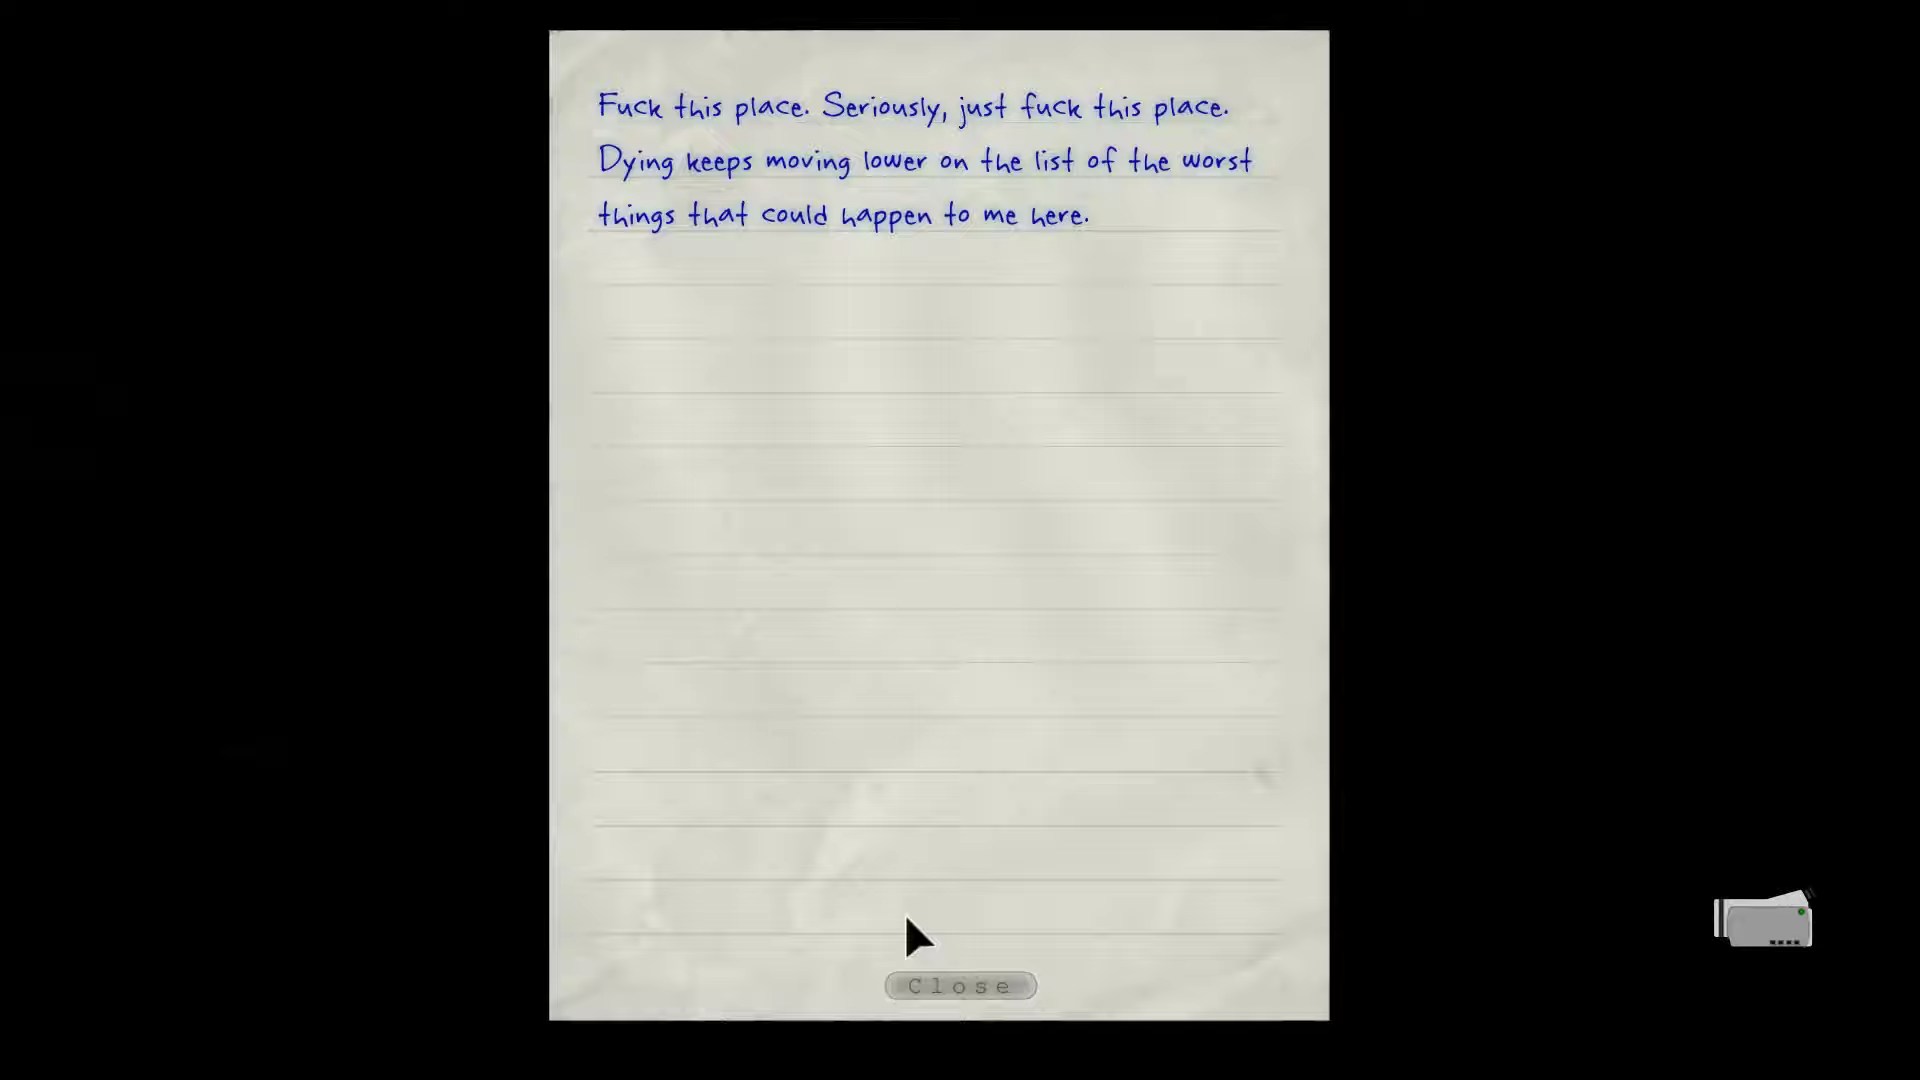 Fuck this place. Seriously, just fuck this place.
Dying keeps moving lower on the list of the worst
things that could happen to me here.
Close